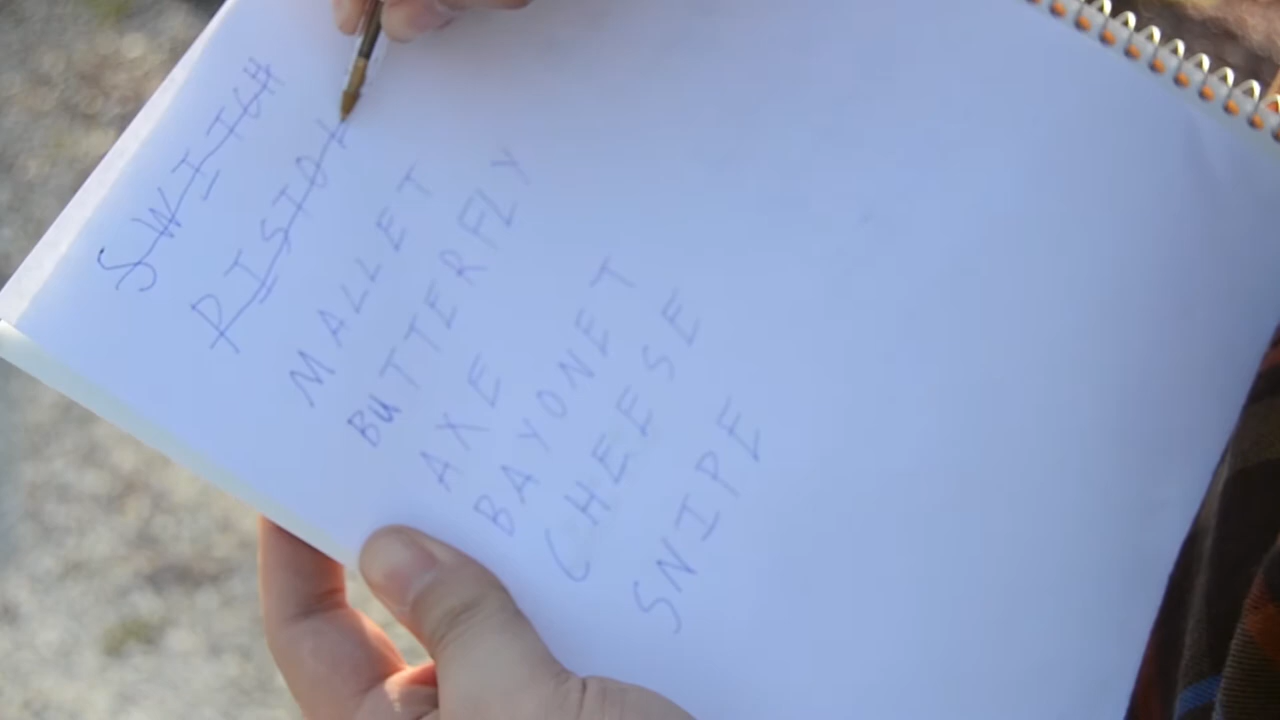 SWITCH
PISTOL
MALLET
BUTTERFLY
AXE
BAYONET
CHEESE
SNIPE